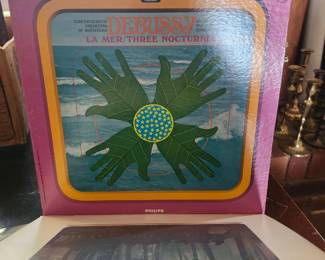 CONCERTGEBOUW
ORCHESTRA
OF AMSTERDAM
DEBUSSY
LA MER/THREE NOCTURNES
PHILIPS